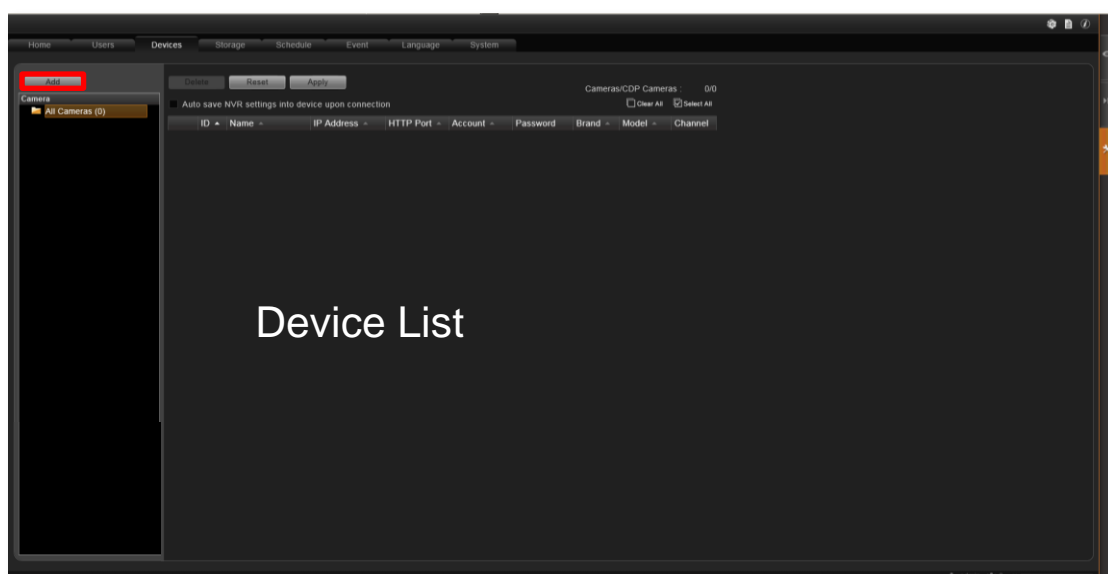 Home Users Devices Storage Schedule Event Language System
Add
Delete Reset Apply
Cameras/CDP Cameras : 0/0
Camera
Auto save NVR settings into device upon connection
Clear All Select All
All Cameras (0)
ID Name IP Address HTTP Port Account Password Brand Model Channel
Device List